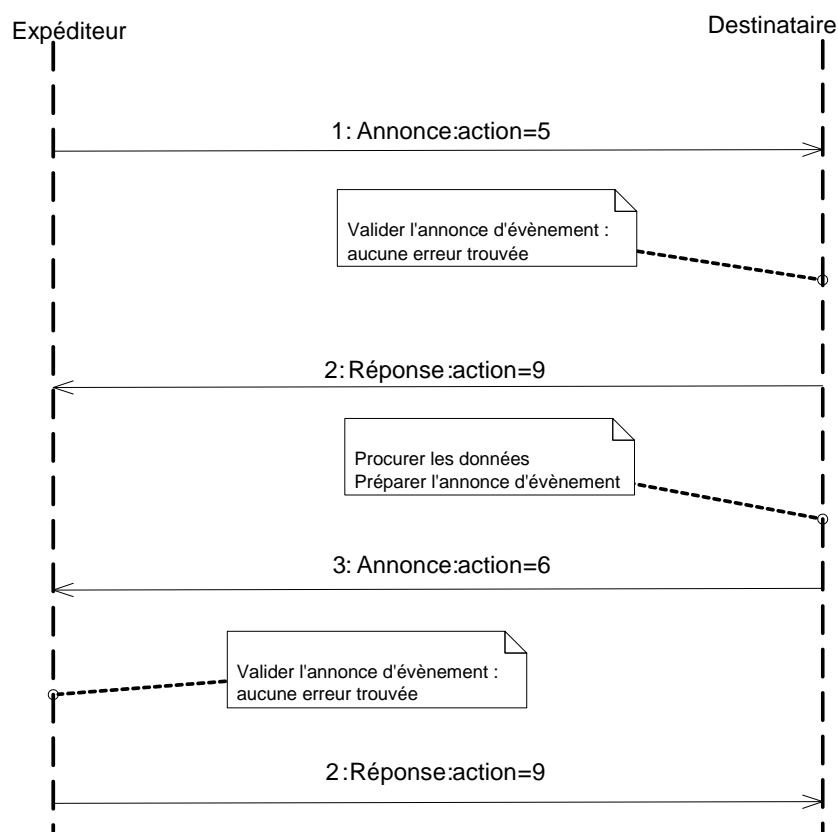 Expéditeur
Destinataire
1: Annonce:action=5
Valider l'annonce d'évènement :
aucune erreur trouvée
2:Réponse:action=9
Procurer les données
Préparer l'annonce d'évènement
3: Annonce:action=6
Valider l'annonce d'évènement :
aucune erreur trouvée
2:Réponse:action=9